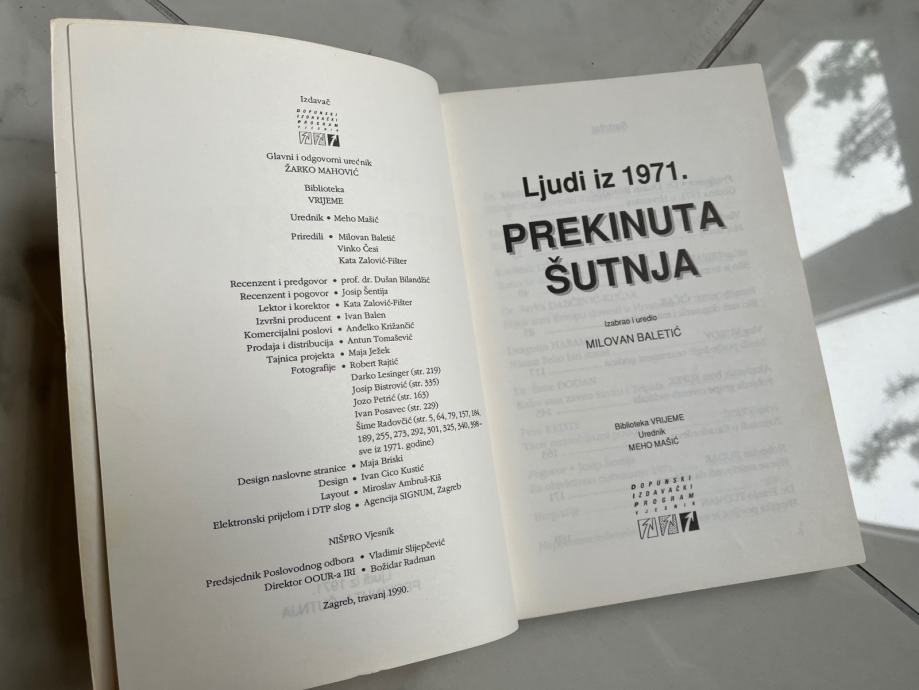 Izdavač
DOPUNSKI
IZDAVAČKI
PROGRAM
VJESNIK
Glavni i odgovorni urednik
ŽARKO MAHOVIĆ
Biblioteka
VRIJEME
Urednik • Meho Mašić
Priredili • Milovan Baletić
Vinko Česi
Kata Zalović-Fišter
Recenzent i predgovor • prof. dr. Dušan Bilandžić
Recenzent i pogovor • Josip Šentija
Lektor i korektor • Kata Zalović-Fišter
Izvršni producent • Ivan Balen
Komercijalni poslovi • Anđelko Križančić
Prodaja i distribucija • Antun Tomašević
Tajnica projekta • Maja Ježek
Fotografije • Robert Rajtić
Darko Lesinger (str. 219)
Josip Bistrović (str. 335)
Jozo Petrić (str. 163)
Ivan Posavec (str. 229)
Šime Radovčić (str. 5, 64, 79, 157, 184,
189, 255, 273, 292, 301, 325, 340, 398-
sve iz 1971. godine)
Design naslovne stranice • Maja Briski
Design • Ivan Cico Kustić
Layout • Miroslav Ambruš-Kiš
Elektronski prijelom i DTP slog • Agencija SIGNUM, Zagreb
NIŠPRO Vjesnik
Predsjednik Poslovodnog odbora • Vladimir Slijepčević
Direktor OOUR-a IRI • Božidar Radman
Zagreb, travanj 1990.
Ljudi iz 1971.
PREKINUTA
ŠUTNJA
Izabrao i uredio
MILOVAN BALETIĆ
Biblioteka VRIJEME
Urednik
MEHO MAŠIĆ
DOPUNSKI
IZDAVAČKI
PROGRAM
VJESNIK